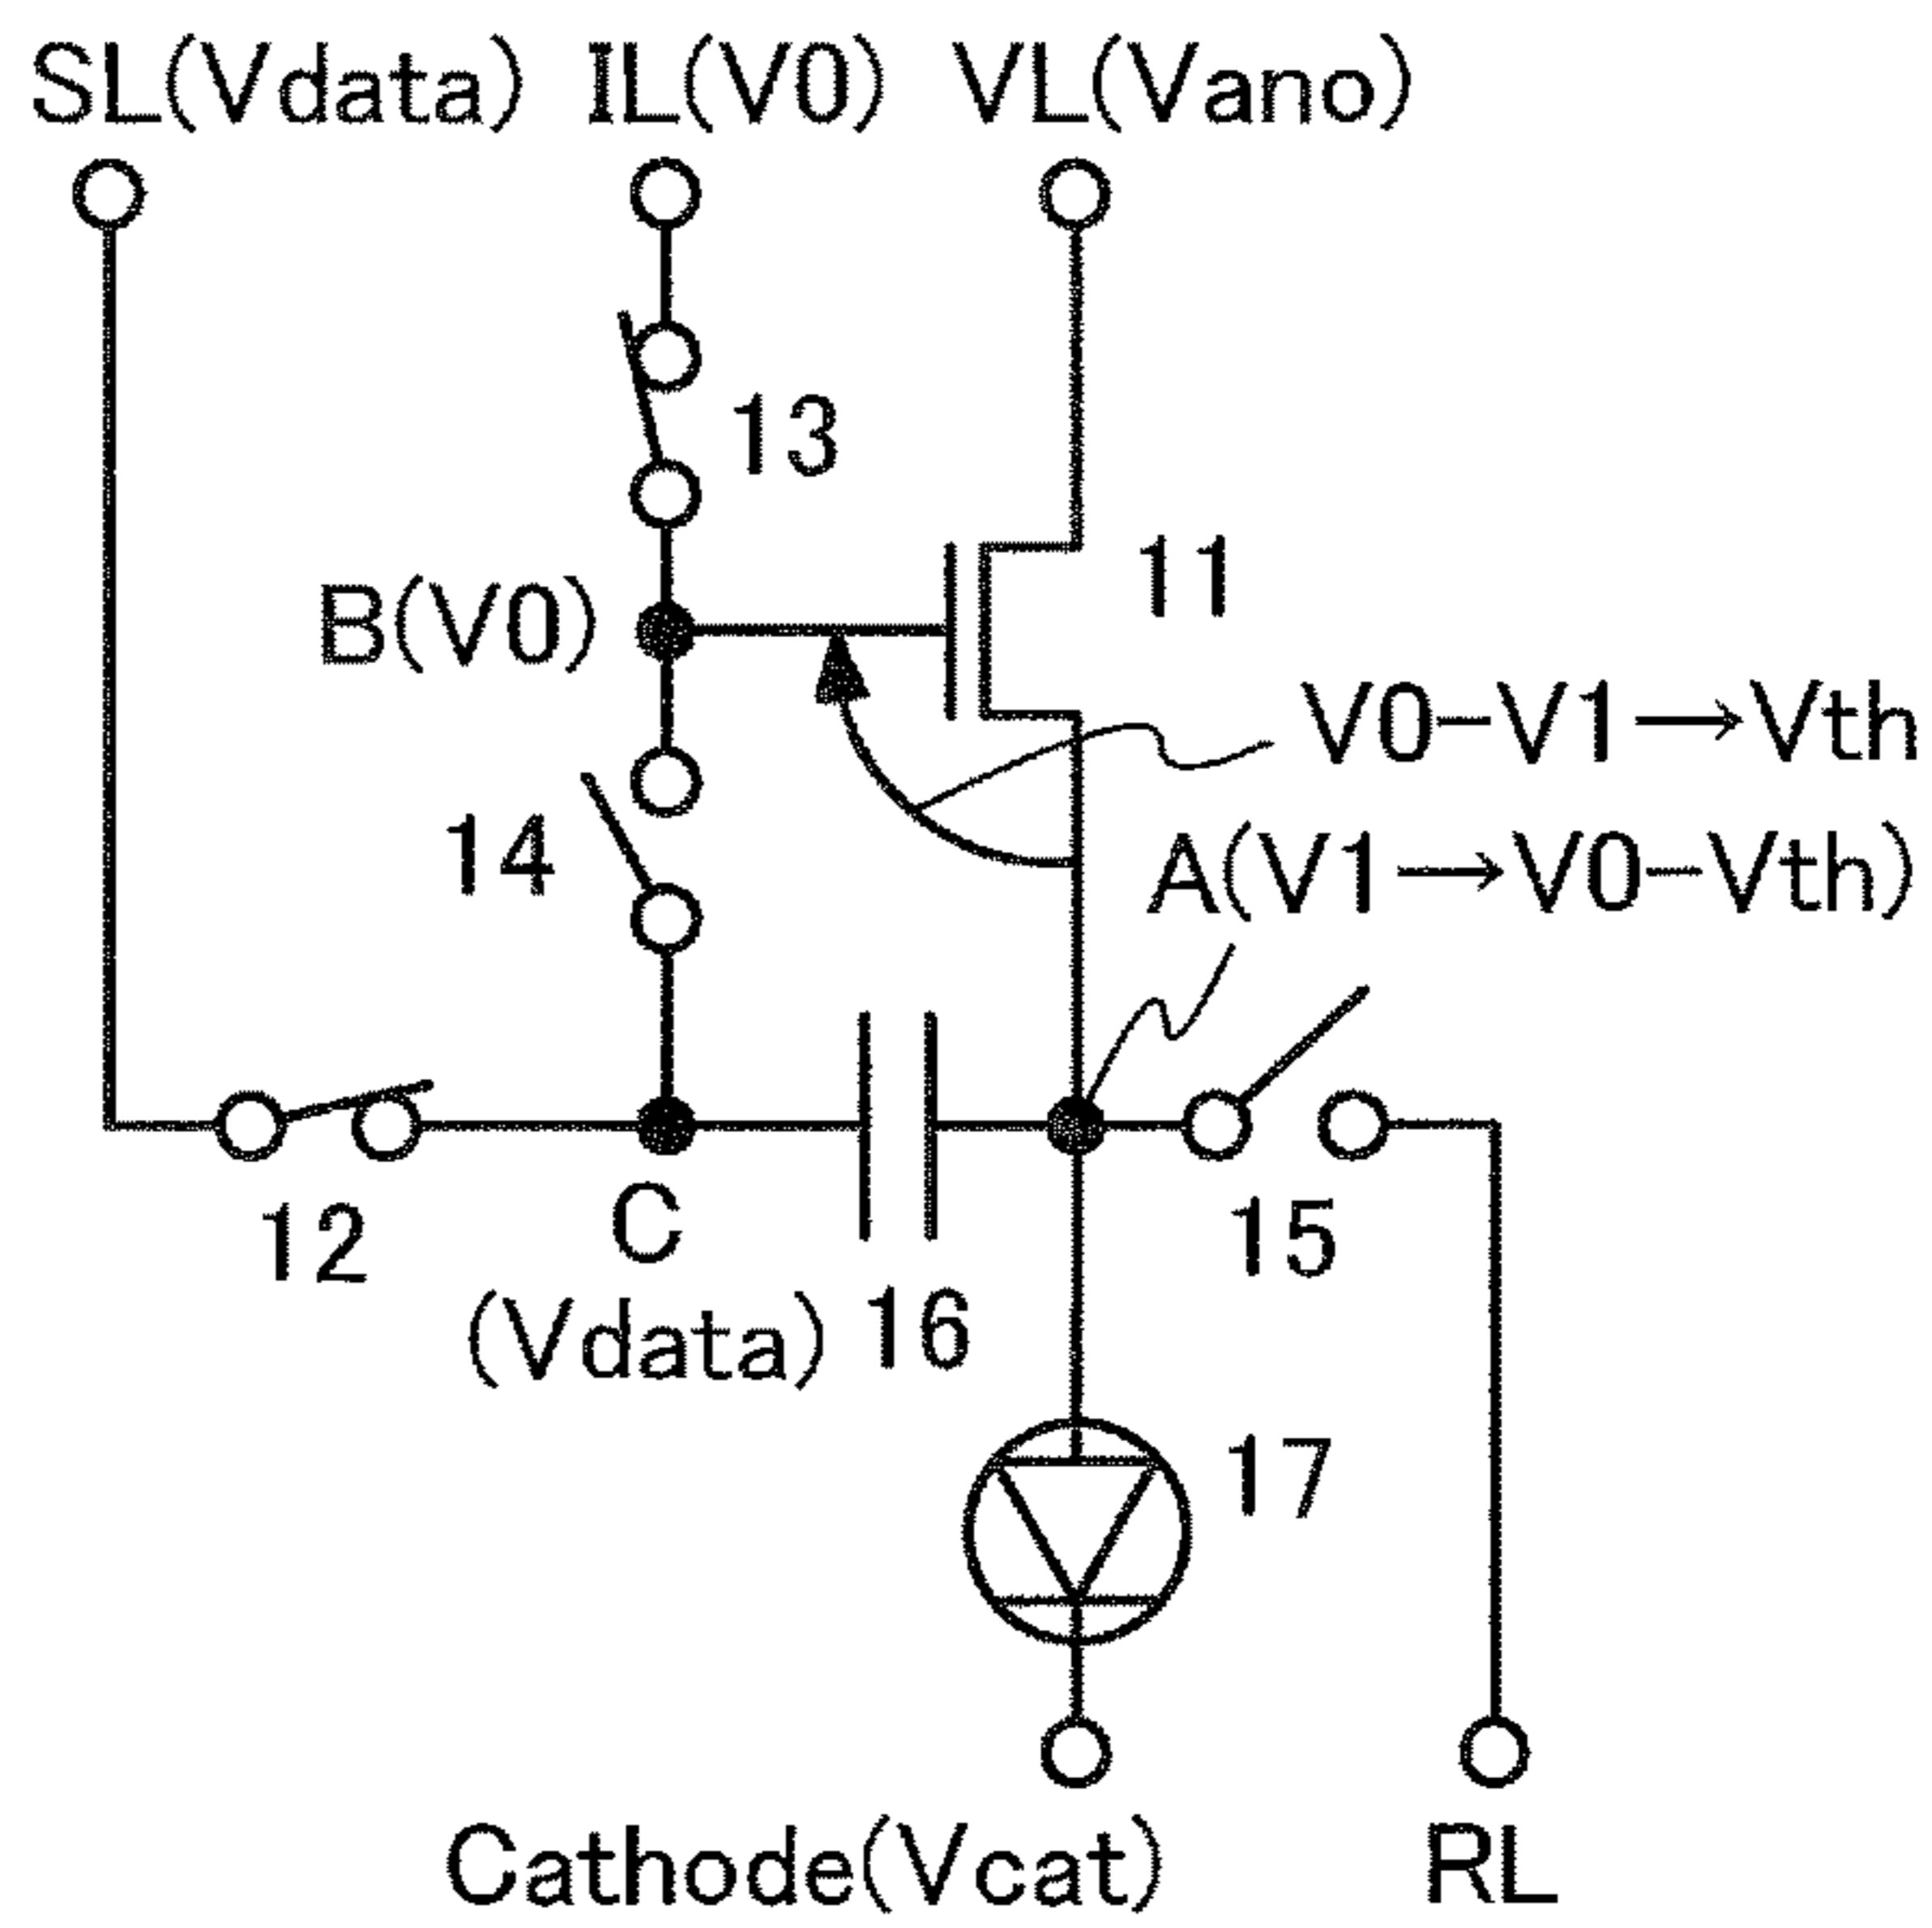 SL(Vdata) IL(V0) VL(Vano)
13
11
B(V0)
V0-V1→Vth
14
A(V1→V0-Vth)
12
C
(Vdata)
16
15
17
Cathode(Vcat)
RL